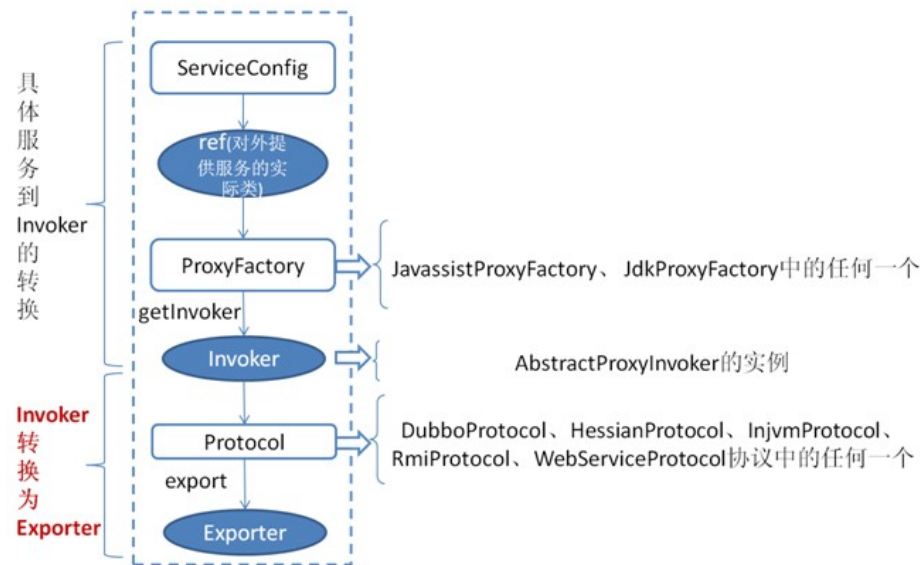 具
体
服
务
到
Invoker
的
转
换
ServiceConfig
ref(对外提
供服务的实
际类)
ProxyFactory
JavassistProxyFactory、JdkProxyFactory中的任何一个
getInvoker
Invoker
AbstractProxyInvoker的实例
Invoker
转
换
为
Exporter
Protocol
DubboProtocol、HessianProtocol、InjvmProtocol、
RmiProtocol、WebServiceProtocol协议中的任何一个
export
Exporter